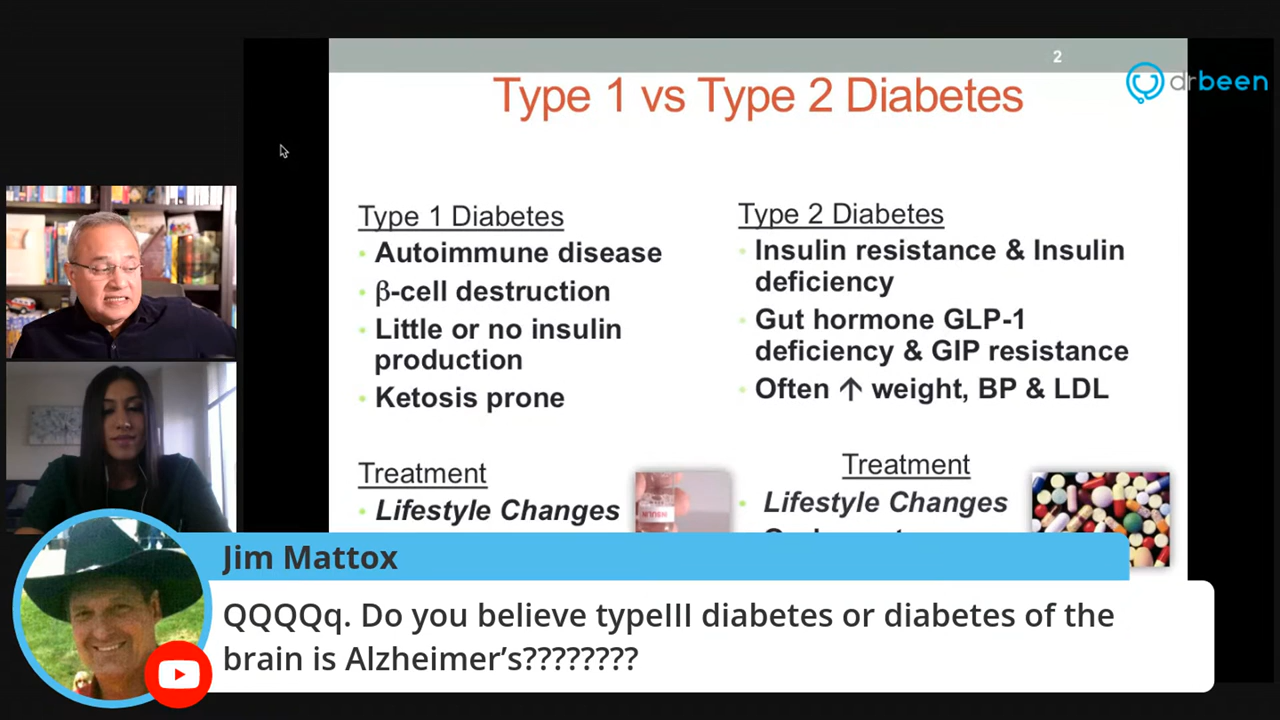 2
drbeen
Type 1 vs Type 2 Diabetes
Type 1 Diabetes
Autoimmune disease
β-cell destruction
Little or no insulin
production
Ketosis prone
Treatment
Lifestyle Changes
Type 2 Diabetes
Insulin resistance & Insulin
deficiency
Gut hormone GLP-1
deficiency & GIP resistance
Often ↑ weight, BP & LDL
Treatment
Lifestyle Changes
Jim Mattox
QQQQq. Do you believe typeIII diabetes or diabetes of the
brain is Alzheimer’s????????